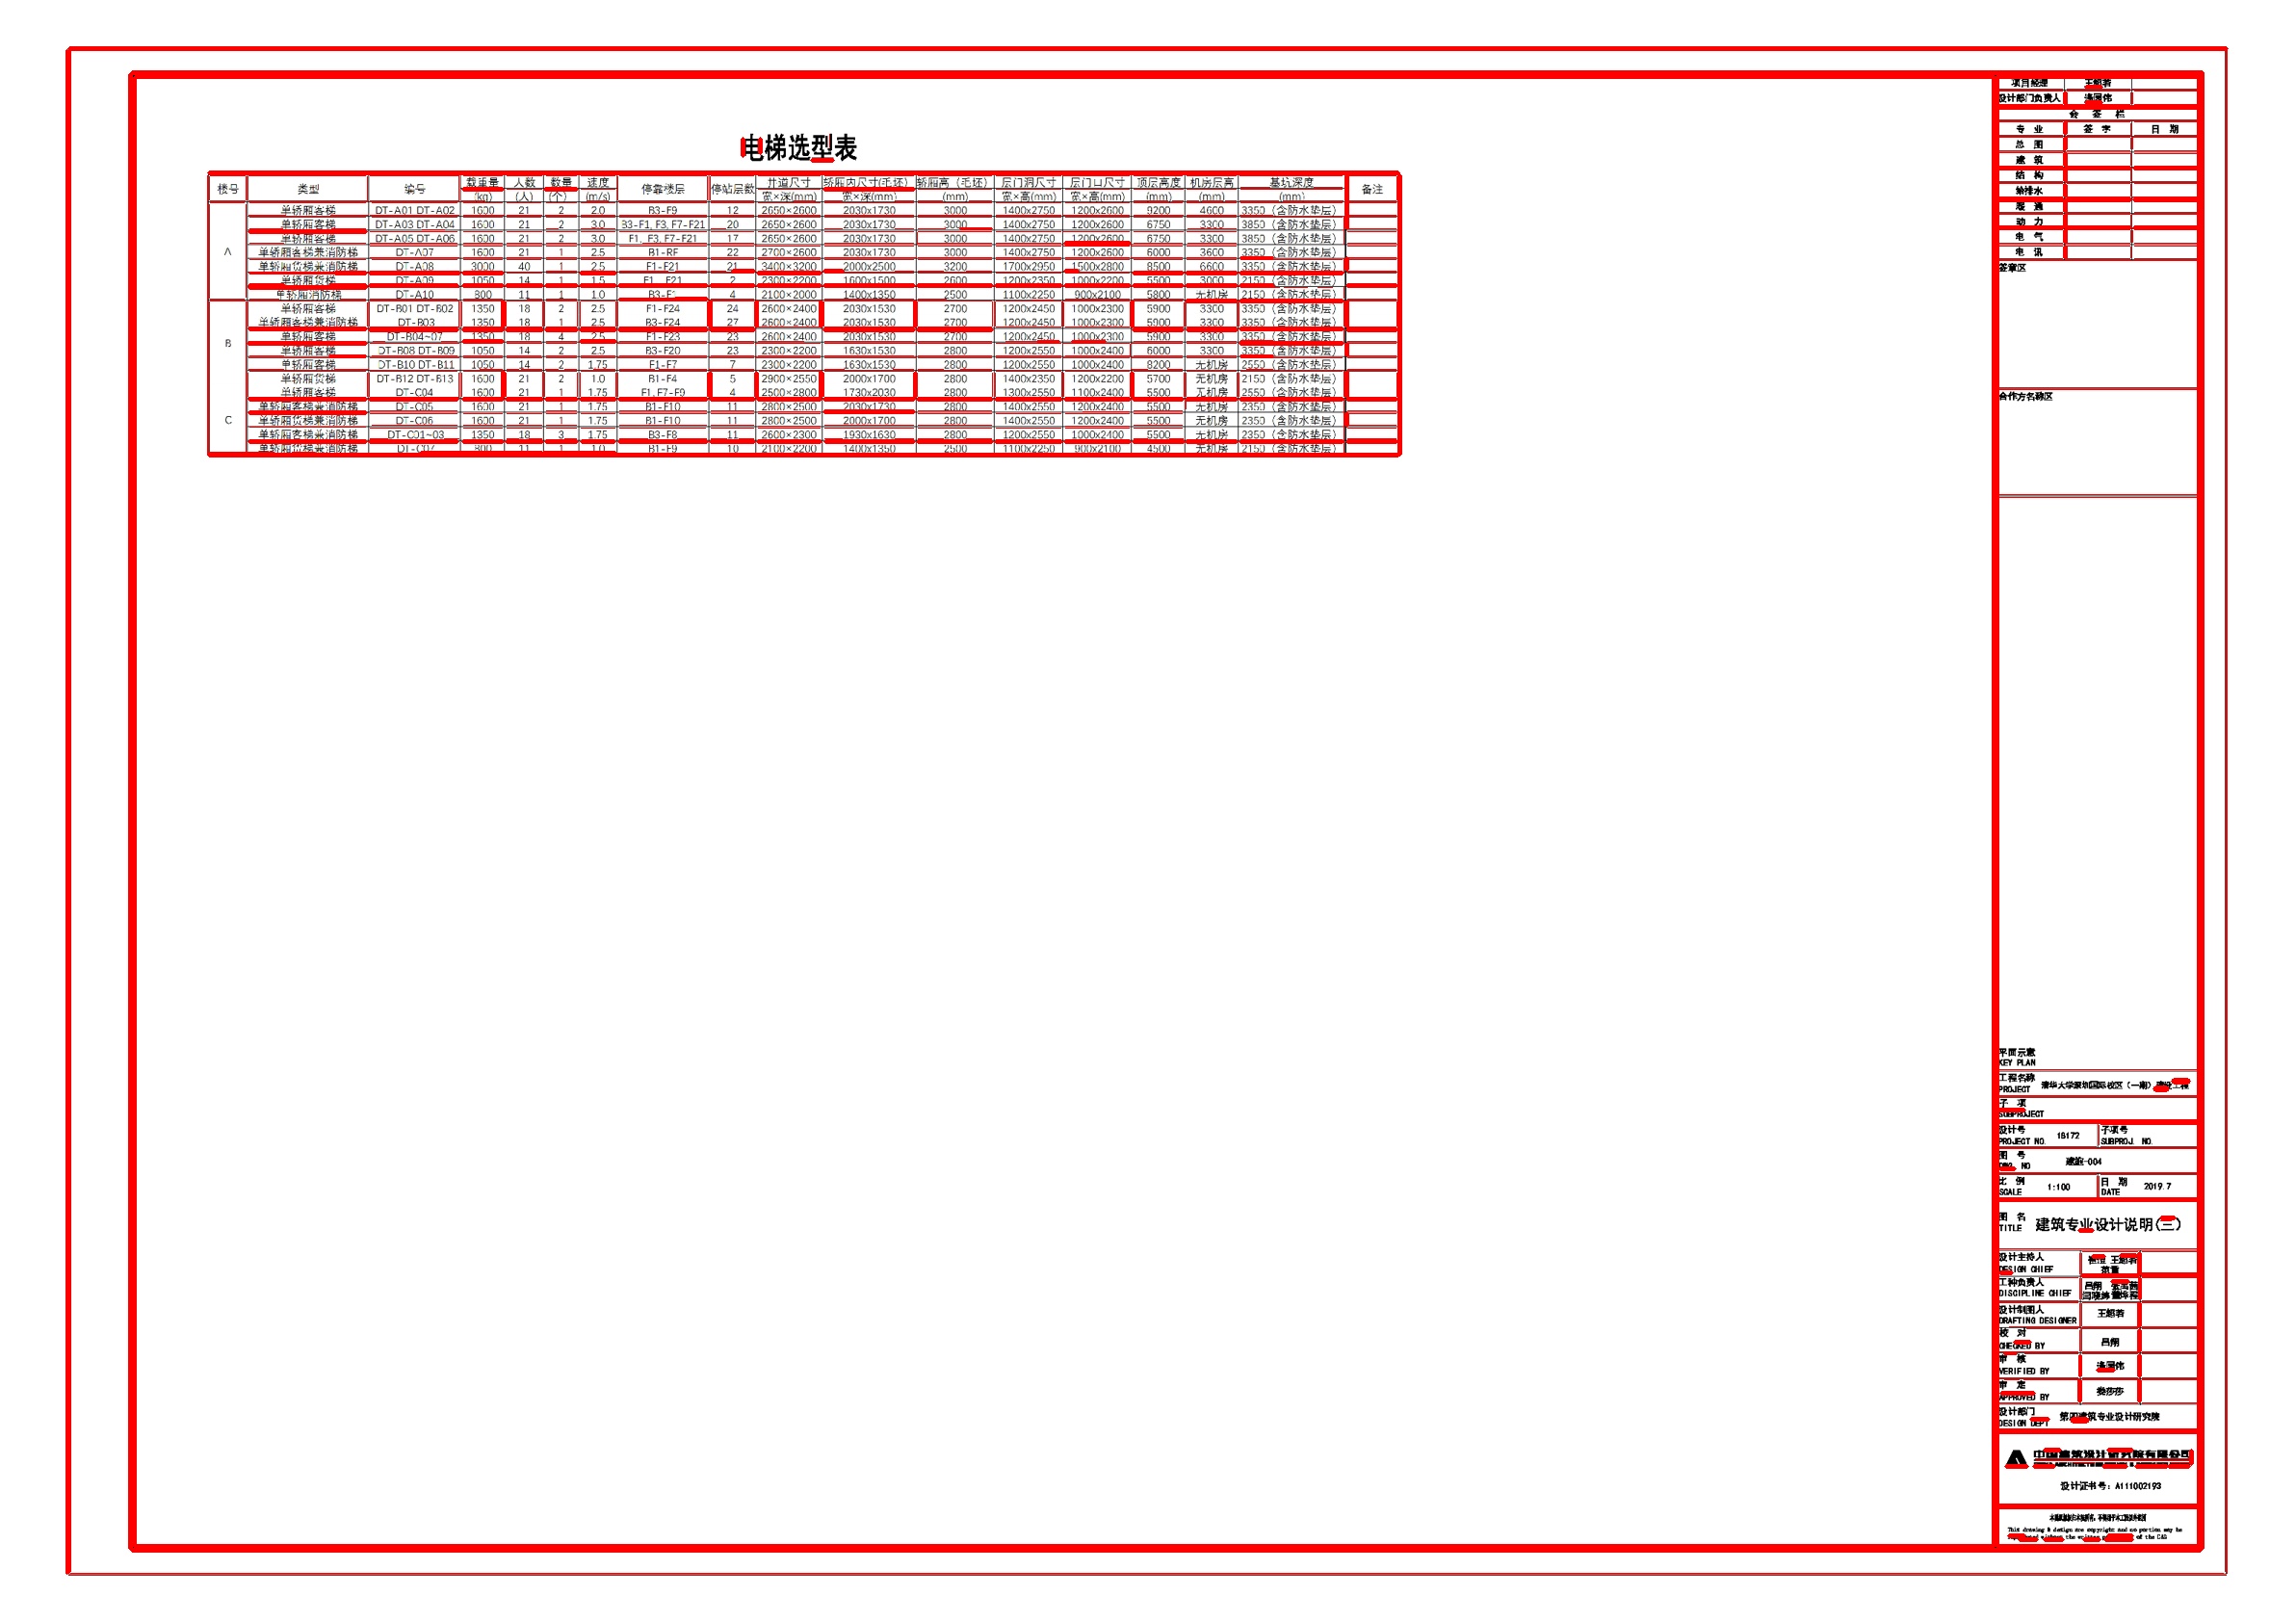 电梯选型表
楼号 类型 编号 载重量 (kg) 人数 (人) 数量 (个) 速度 (m/s) 停靠楼层 停站层数 井道尺寸 宽×深(mm) 轿厢内尺寸(毛坯) 宽×深(mm) 轿厢高 (毛坯) (mm) 层门洞尺寸 宽×高(mm) 层门口尺寸 宽×高(mm) 顶层高度 (mm) 机房层高 (mm) 基坑深度 (mm) 备注
A
单轿厢客梯 DT-A01 DT-A02 1600 21 2 2.0 B3-F9 12 2650×2600 2030x1730 3000 1400x2750 1200x2600 9200 4600 3350 (含防水垫层)
单轿厢客梯 DT-A03 DT-A04 1600 21 2 3.0 B3-F1, F3, F7-F21 20 2650×2600 2030x1730 3000 1400x2750 1200x2600 6750 3300 3850 (含防水垫层)
单轿厢客梯 DT-A05 DT-A06 1600 21 2 3.0 F1, F3, F7-F21 17 2650×2600 2030x1730 3000 1400x2750 1200x2600 6750 3300 3850 (含防水垫层)
单轿厢客梯兼消防梯 DT-A07 1600 21 1 2.5 B1-RF 22 2700×2600 2030x1730 3000 1400x2750 1200x2600 6000 3600 3350 (含防水垫层)
单轿厢货梯兼消防梯 DT-A08 3000 40 1 2.5 F1-F21 21 3400×3200 2000x2500 3200 1700x2950 1500x2800 8500 6600 3350 (含防水垫层)
单轿厢货梯 DT-A09 1050 14 1 1.5 F1, F21 2 2300×2200 1600x1500 2600 1200x2350 1000x2200 5500 3000 2150 (含防水垫层)
单轿厢消防梯 DT-A10 800 11 1 1.0 4 2100×2000 1400x1350 2500 1100x2250 900x2100 5800 无机房 2150 (含防水垫层)
B
单轿厢客梯 DT-B01 DT-B02 1350 18 2 2.5 F1-F24 24 2600×2400 2030x1530 2700 1200x2450 1000x2300 5900 3300 3350 (含防水垫层)
单轿厢客梯兼消防梯 DT-B03 1350 18 1 2.5 B3-F24 27 2600×2400 2030x1530 2700 1200x2450 1000x2300 5900 3300 3350 (含防水垫层)
单轿厢客梯 DT-B04~07 1350 18 4 2.5 F1-F23 23 2600×2400 2030x1530 2700 1200x2450 1000x2300 5900 3300 3350 (含防水垫层)
单轿厢客梯 DT-B08 DT-B09 1050 14 2 2.5 B3-F20 23 2300×2200 1630x1530 2800 1200x2550 1000x2400 6000 3300 3350 (含防水垫层)
单轿厢客梯 DT-B10 DT-B11 1050 14 2 1.75 F1-F7 7 2300×2200 1630x1530 2800 1200x2550 1000x2400 8200 无机房 2550 (含防水垫层)
单轿厢货梯 DT-B12 DT-B13 1600 21 2 1.0 B1-F4 5 2900×2550 2000x1700 2800 1400x2350 1200x2200 5700 无机房 2150 (含防水垫层)
C
单轿厢客梯 DT-C04 1600 21 1 1.75 F1,F7-F9 4 2500×2800 1730x2030 2800 1300x2550 1100x2400 5500 无机房 2550 (含防水垫层)
单轿厢客梯兼消防梯 DT-C05 1600 21 1 1.75 B1-F10 11 2800×2500 2030x1730 2800 1400x2550 1200x2400 5500 无机房 2350 (含防水垫层)
单轿厢货梯兼消防梯 DT-C06 1600 21 1 1.75 B1-F10 11 2800×2500 2000x1700 2800 1400x2550 1200x2400 5500 无机房 2350 (含防水垫层)
单轿厢客梯兼消防梯 DT-C01~03 1350 18 3 1.75 B3-F8 11 2600×2300 1930x1630 2800 1200x2550 1000x2400 5500 无机房 2350 (含防水垫层)
单轿厢货梯兼消防梯 DT-C07 800 11 1 1.0 B1-F9 10 2100×2200 1400x1350 2500 1100x2250 900x2100 4500 无机房 2150 (含防水垫层)
项目经理
设计部门负责人
会 签 栏
专 业 签 字 日 期
总 图
建 筑
结 构
给排水
暖 通
动 力
电 气
电 讯
签章区
合作方名称区
平面示意
KEY PLAN
工程名称 清华大学深圳国际校区（一期）建设工程
PROJECT
子 项
SUBPROJECT
设计号 子项号
PROJECT NO. 18172 SUBPROJ. NO.
图 号
DWG. NO 建施-004
比 例 日 期
SCALE 1:100 DATE 2019.7
图 名
TITLE 建筑专业设计说明(三)
设计主持人
DESIGN CHIEF
工种负责人
DISCIPLINE CHIEF
设计制图人
DRAFTING DESIGNER
校 对
CHECKED BY 吕翔
审 核
VERIFIED BY
审 定
APPROVED BY
设计部门
DESIGN DEPT 第四建筑专业设计研究院
中国建筑设计研究院有限公司
设计证书号: A111002193
This drawing & design are copyright and no portion may be
without the written of the CAG